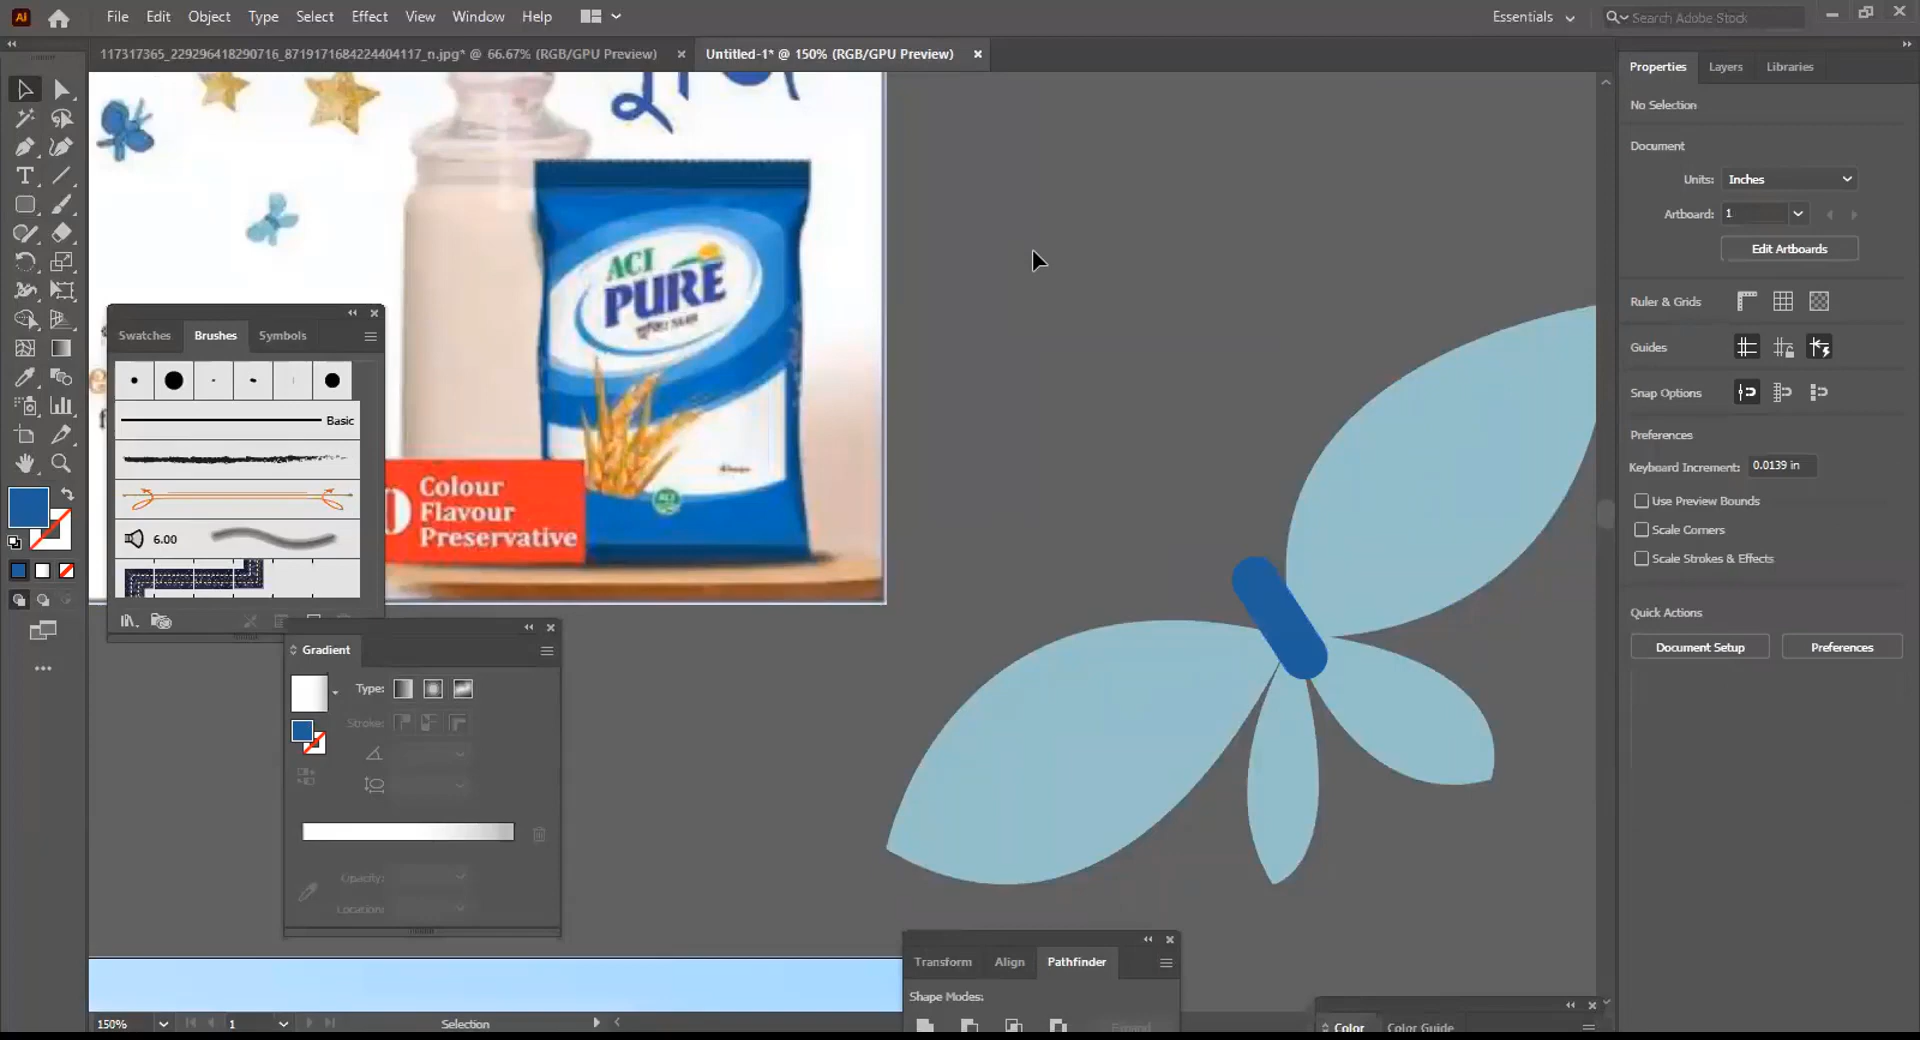 Ai
File Edit Object Type Select Effect View Window Help
Essentials
Search Adobe Stock
117317365_229296418290716_8719171684224404117_n.jpg* @ 66.67% (RGB/GPU Preview)
Untitled-1* @ 150% (RGB/GPU Preview)
Properties Layers Libraries
No Selection
Document
Units: Inches
Artboard: 1
Edit Artboards
Ruler & Grids
Guides
Snap Options
Preferences
Keyboard Increment: 0.0139 in
Use Preview Bounds
Scale Corners
Scale Strokes & Effects
Quick Actions
Document Setup Preferences
ACI
PURE
ACI
0 Colour
Flavour
Preservative
Swatches Brushes Symbols
Basic
6.00
Gradient
Type:
Stroke:
Opacity:
Location:
Transform Align Pathfinder
Shape Modes:
Expand
Color Color Guide
150% 1 Selection